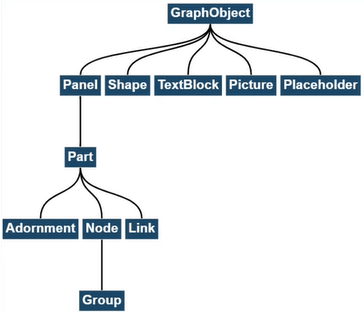 GraphObject
Panel Shape TextBlock Picture Placeholder
Part
Adornment Node Link
Group